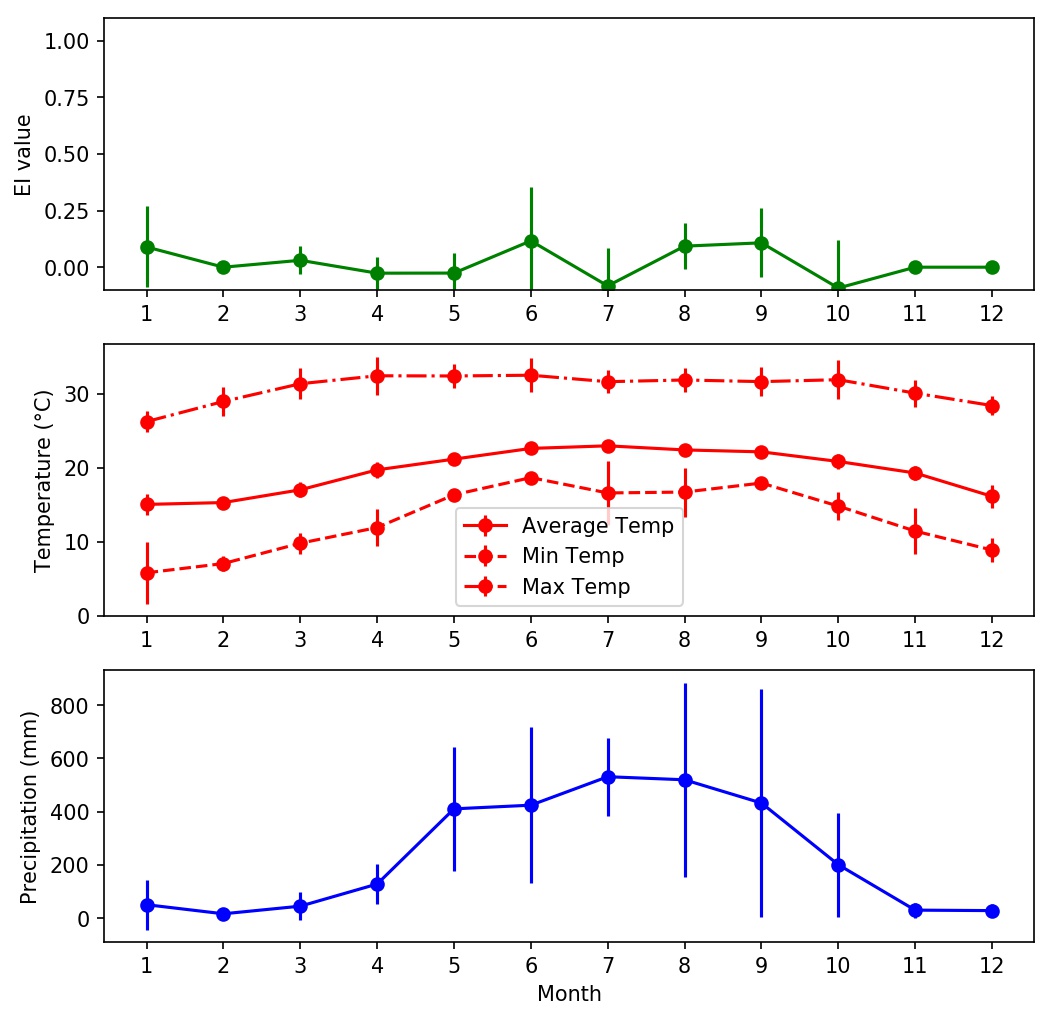 1.00
0.75
0.50
0.25
0.00
EI value
1 2 3 4 5 6 7 8 9 10 11 12
30
20
10
0
Temperature (°C)
Average Temp
Min Temp
Max Temp
1 2 3 4 5 6 7 8 9 10 11 12
800
600
400
200
0
Precipitation (mm)
1 2 3 4 5 6 7 8 9 10 11 12
Month